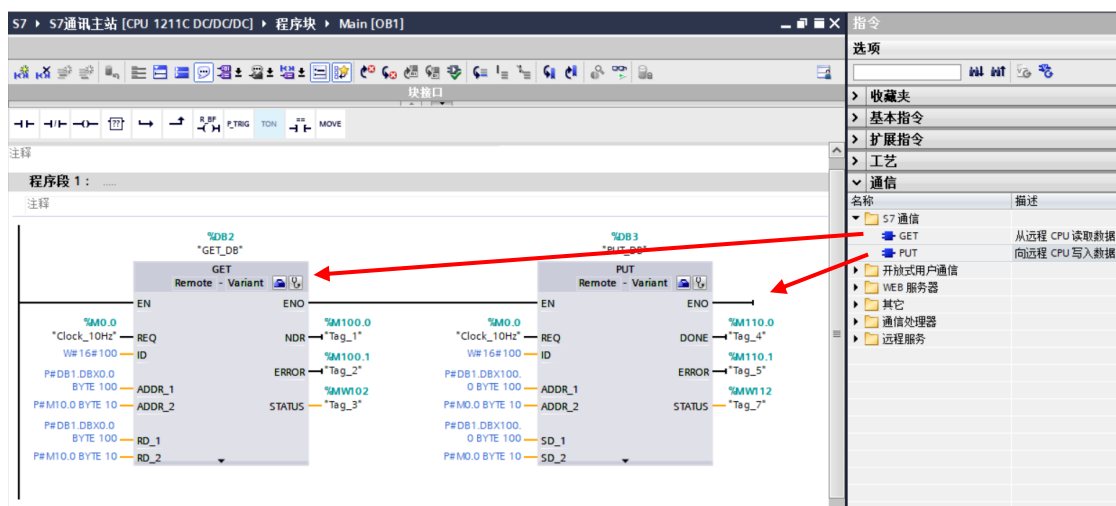 S7 › S7通讯主站 [CPU 1211C DC/DC/DC] › 程序块 › Main [OB1]
指令
选项
块接口
收藏夹
基本指令
扩展指令
工艺
通信
名称 描述
S7 通信
GET 从远程 CPU 读取数据
PUT 向远程 CPU 写入数据
开放式用户通信
WEB 服务器
其它
通信处理器
远程服务
R_BF P_TRIG TON == MOVE
注释
程序段 1： .....
注释
%DB2
"GET_DB"
GET
Remote - Variant
EN ENO
%M0.0
"Clock_10Hz" REQ
W#16#100 ID
P#DB1.DBX0.0
BYTE 100 ADDR_1
P#M10.0 BYTE 10 ADDR_2
P#DB1.DBX0.0
BYTE 100 RD_1
P#M10.0 BYTE 10 RD_2
%M100.0
NDR "Tag_1"
%M100.1
ERROR "Tag_2"
%MW102
STATUS "Tag_3"
%DB3
"PUT_DB"
PUT
Remote - Variant
EN ENO
%M0.0
"Clock_10Hz" REQ
W#16#100 ID
P#DB1.DBX100.
0 BYTE 100 ADDR_1
P#M0.0 BYTE 10 ADDR_2
P#DB1.DBX100.
0 BYTE 100 SD_1
P#M0.0 BYTE 10 SD_2
%M110.0
DONE "Tag_4"
%M110.1
ERROR "Tag_5"
%MW112
STATUS "Tag_7"